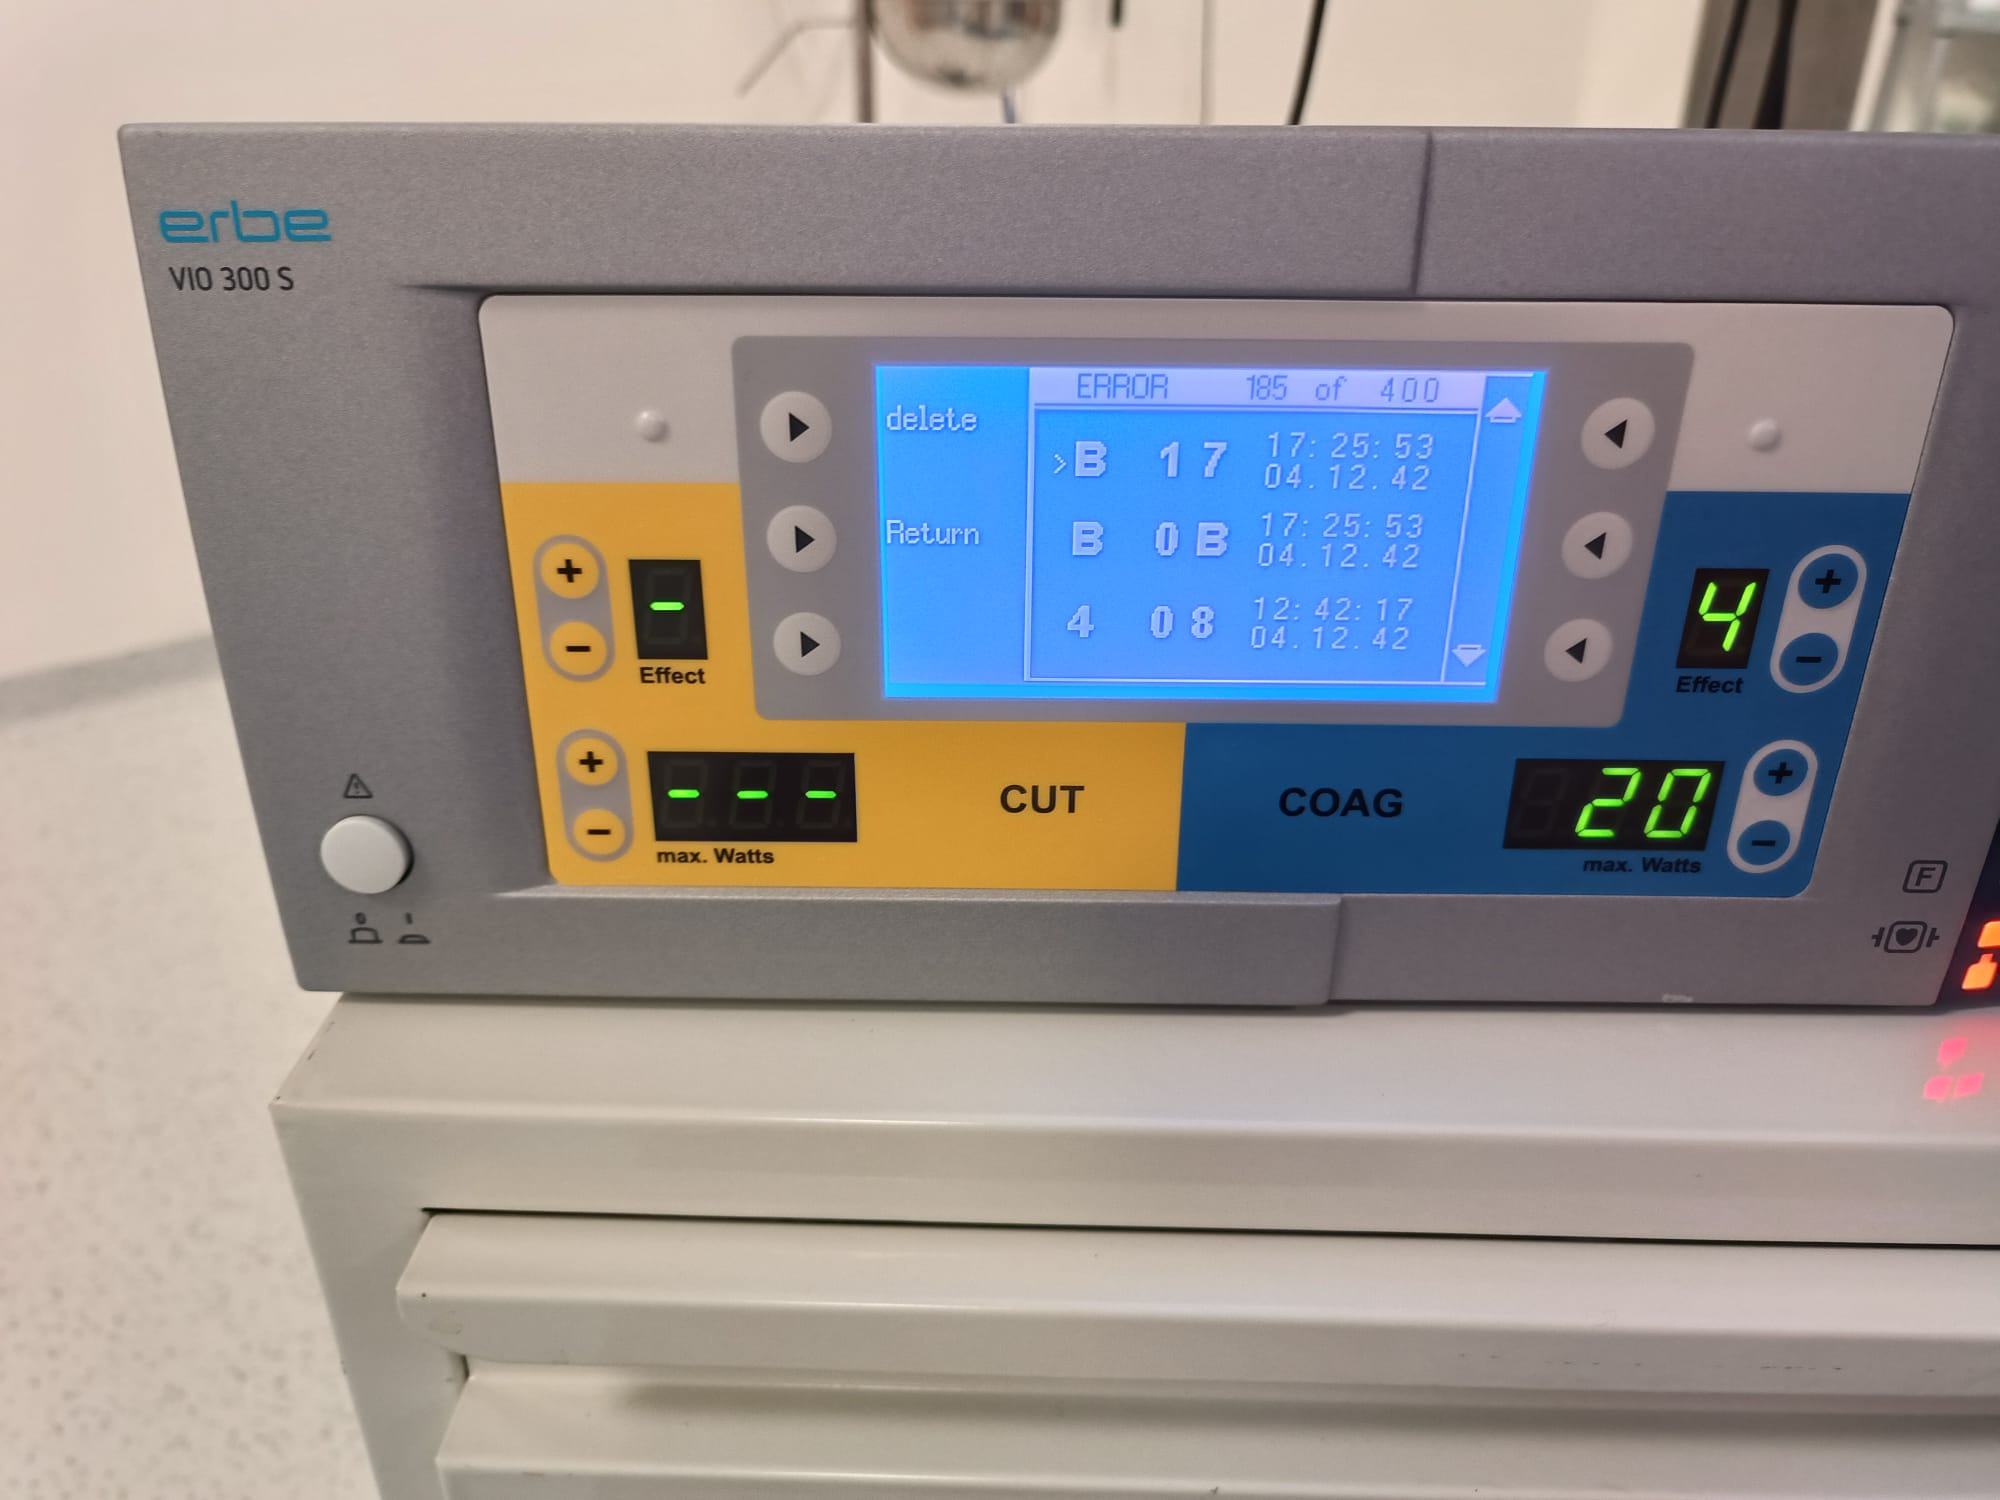 erbe
VIO 300 S
ERROR 185 of 400
delete
>B 17 17:25:53
04.12.42
Return
B 0B 17:25:53
04.12.42
4 08 12:42:17
04.12.42
+
-
-
Effect
4
Effect
+
-
+
-
---
max. Watts
CUT
COAG
20
max. Watts
+
-
F